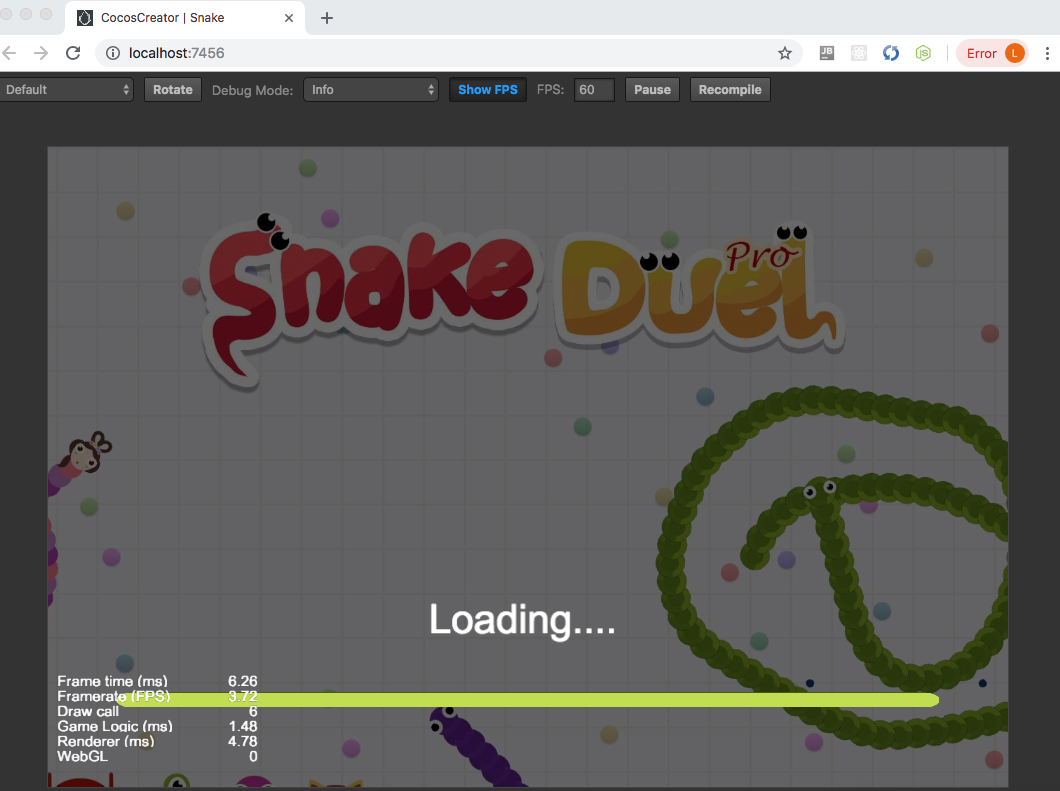 CocosCreator | Snake
localhost:7456
JB
JS
Error L
Default Rotate Debug Mode: Info Show FPS FPS: 60 Pause Recompile
Snake Duel Pro
Loading....
Frame time (ms) 6.26
Framerate (FPS) 3.72
Draw call 6
Game Logic (ms) 1.48
Renderer (ms) 4.78
WebGL 0